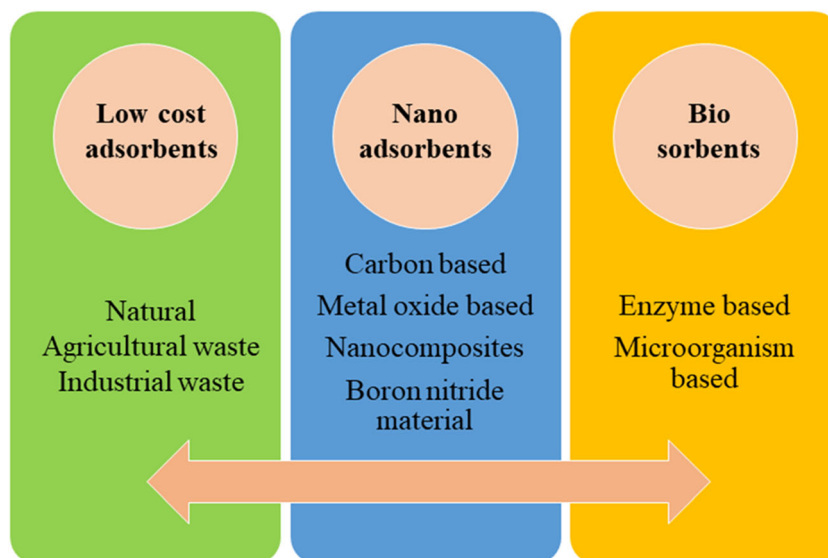 Low cost
adsorbents
Natural
Agricultural waste
Industrial waste
Nano
adsorbents
Carbon based
Metal oxide based
Nanocomposites
Boron nitride
material
Bio
sorbents
Enzyme based
Microorganism
based